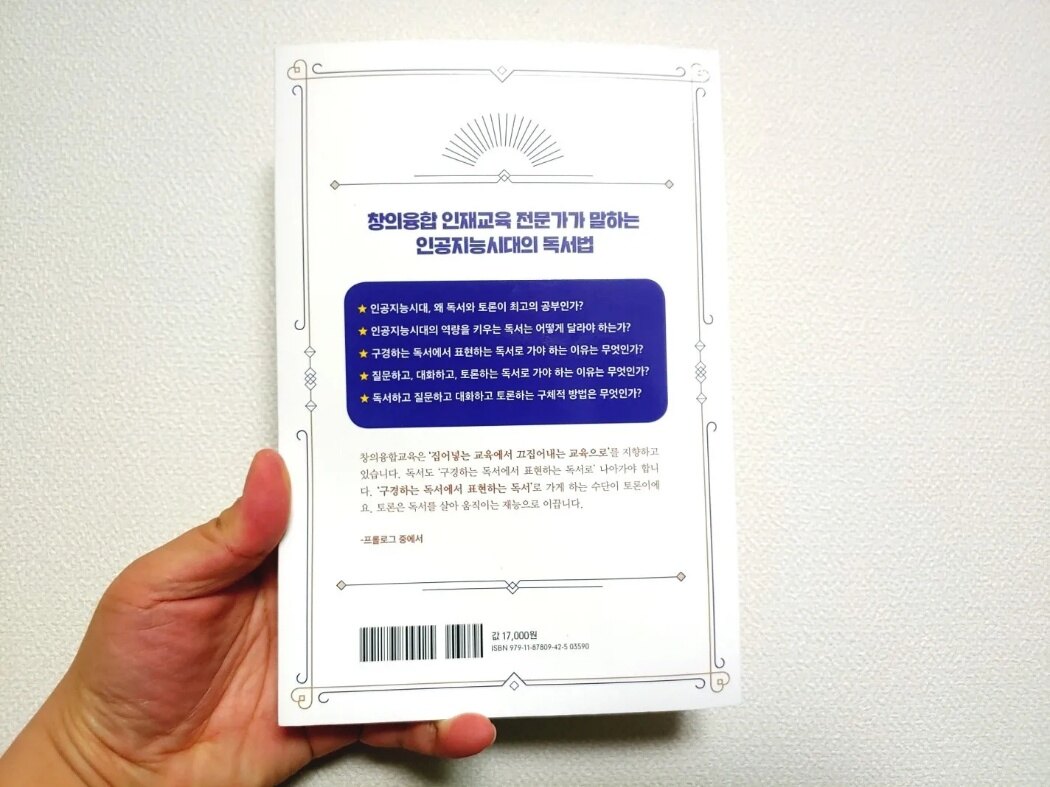 창의융합 인재교육 전문가가 말하는
인공지능시대의 독서법
★ 인공지능시대, 왜 독서와 토론이 최고의 공부인가?
★ 인공지능시대의 역량을 키우는 독서는 어떻게 달라야 하는가?
★ 구경하는 독서에서 표현하는 독서로 가야 하는 이유는 무엇인가?
★ 질문하고, 대화하고, 토론하는 독서로 가야 하는 이유는 무엇인가?
★ 독서하고 질문하고 대화하고 토론하는 구체적 방법은 무엇인가?
창의융합교육은 '집어넣는 교육에서 끄집어내는 교육으로'를 지향하고
있습니다. 독서도 '구경하는 독서에서 표현하는 독서로' 나아가야 합니
다. '구경하는 독서에서 표현하는 독서'로 가게 하는 수단이 토론이에
요. 토론은 독서를 살아 움직이는 재능으로 이끕니다.
-프롤로그 중에서
값 17,000원
ISBN 979-11-87809-42-5 03590